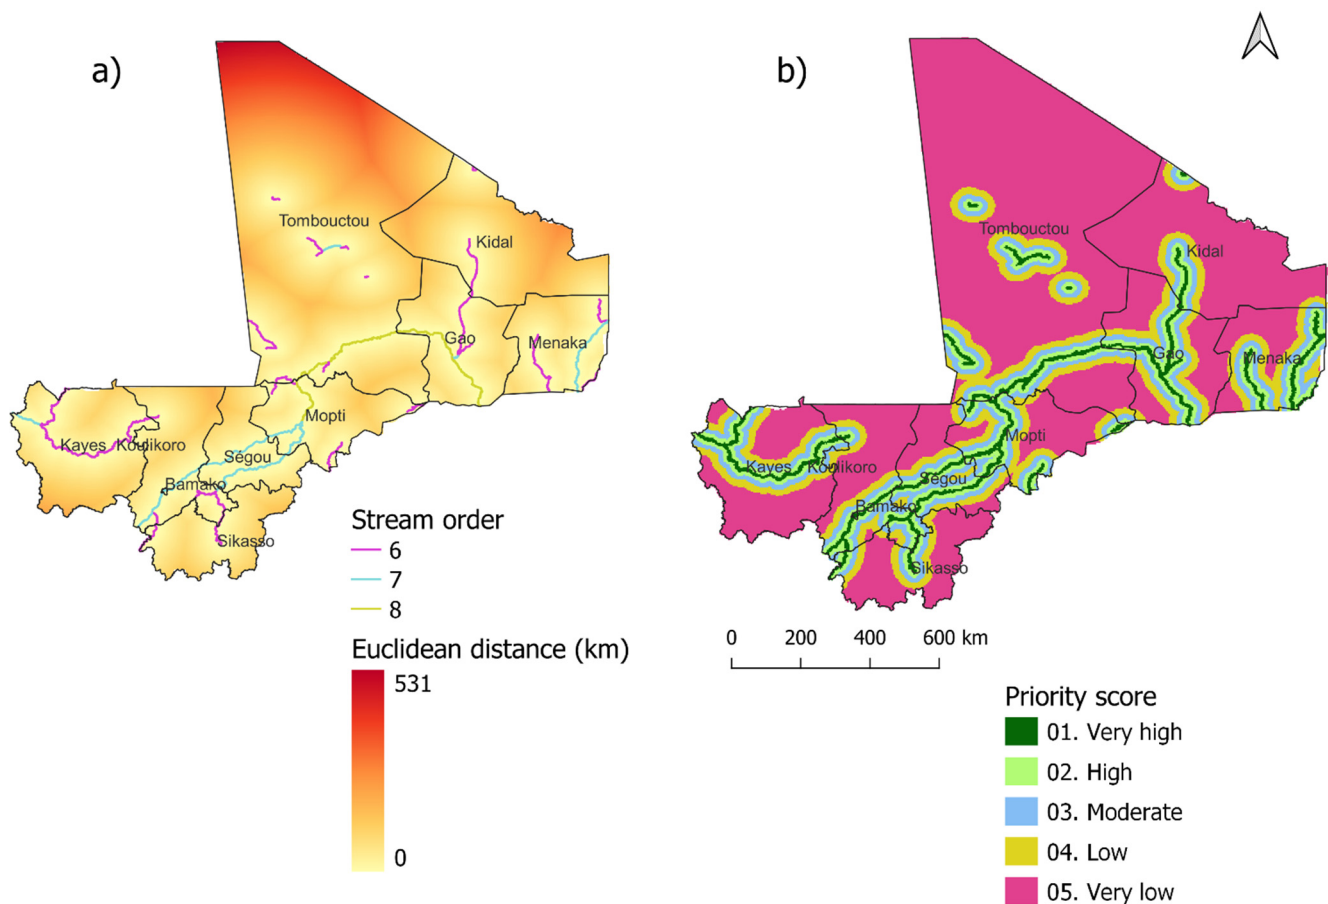 a)
Tombouctou
Kidal
Gao
Menaka
Mopti
Kayes
Koulikoro
Ségou
Bamako
Sikasso
Stream order
6
7
8
Euclidean distance (km)
531
0
b)
Tombouctou
Kidal
Gao
Menaka
Mopti
Kayes
Koulikoro
Ségou
Bamako
Sikasso
0 200 400 600 km
Priority score
01. Very high
02. High
03. Moderate
04. Low
05. Very low